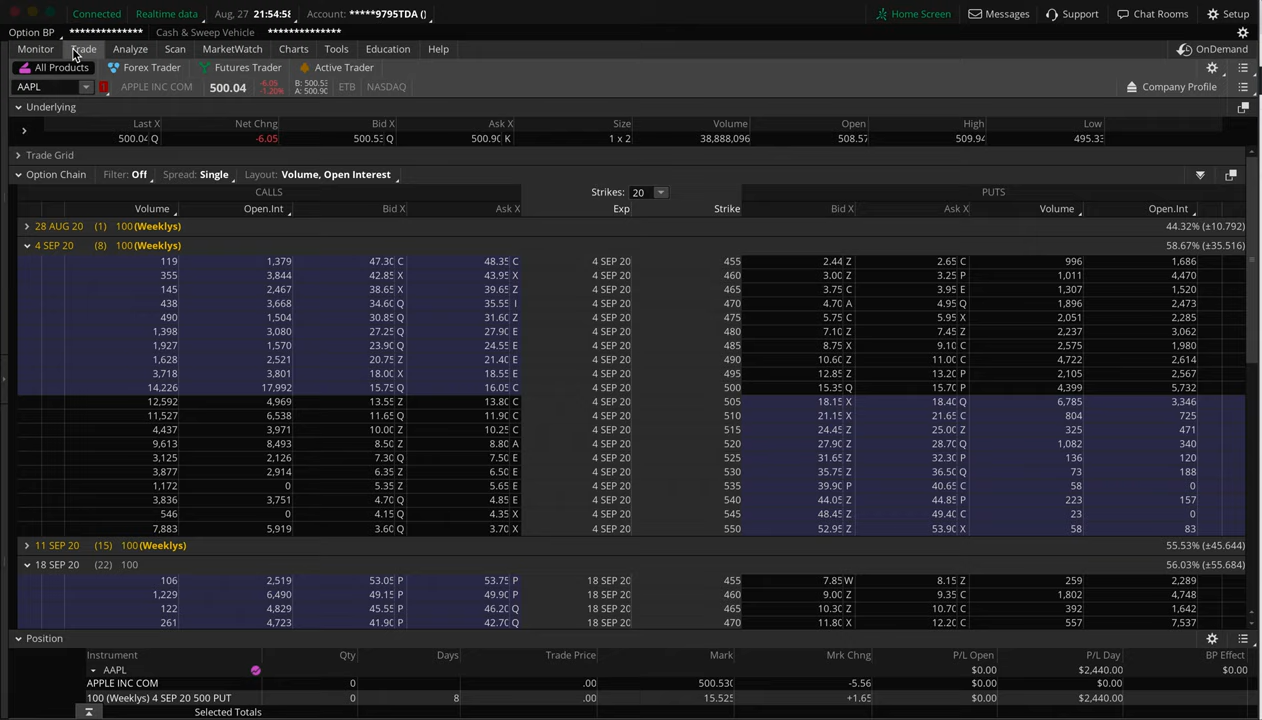 Connected Realtime data Aug, 27 21:54:58 Account: *****9795TDA () Home Screen Messages Support Chat Rooms Setup
Option BP ************** Cash & Sweep Vehicle **************
Monitor Trade Analyze Scan MarketWatch Charts Tools Education Help OnDemand
All Products Forex Trader Futures Trader Active Trader
AAPL APPLE INC COM 500.04 -6.05 -1.20% B: 500.53 A: 500.90 ETB NASDAQ Company Profile
Underlying
Last X Net Chng Bid X Ask X Size Volume Open High Low
500.04 Q -6.05 500.53 Q 500.90 K 1 x 2 38,888,096 508.57 509.94 495.33
Trade Grid
Option Chain Filter: Off Spread: Single Layout: Volume, Open Interest
CALLS Strikes: 20 PUTS
Volume Open.Int Bid X Ask X Exp Strike Bid X Ask X Volume Open.Int
28 AUG 20 (1) 100 (Weeklys) 44.32% (±10.792)
4 SEP 20 (8) 100 (Weeklys) 58.67% (±35.516)
119 1,379 47.30 C 48.35 C 4 SEP 20 455 2.44 Z 2.65 C 996 1,686
355 3,844 42.85 X 43.95 X 4 SEP 20 460 3.00 Z 3.25 P 1,011 4,470
145 2,467 38.65 X 39.65 Z 4 SEP 20 465 3.75 C 3.95 E 1,307 1,520
438 3,668 34.60 Q 35.55 I 4 SEP 20 470 4.70 A 4.95 Q 1,896 2,473
490 1,504 30.85 Q 31.60 Z 4 SEP 20 475 5.75 C 5.95 X 2,051 2,285
1,398 3,080 27.25 Q 27.90 E 4 SEP 20 480 7.10 Z 7.45 Z 2,237 3,062
1,927 1,570 23.90 Q 24.55 E 4 SEP 20 485 8.75 X 9.10 C 2,575 1,980
1,628 2,521 20.75 Z 21.40 E 4 SEP 20 490 10.60 Z 11.00 C 4,722 2,614
3,718 3,801 18.00 X 18.55 E 4 SEP 20 495 12.85 Z 13.20 P 2,105 2,567
14,226 17,992 15.75 Q 16.05 C 4 SEP 20 500 15.35 Q 15.70 P 4,399 5,732
12,592 4,969 13.55 Z 13.80 C 4 SEP 20 505 18.15 X 18.40 Q 6,785 3,346
11,527 6,538 11.65 Q 11.90 C 4 SEP 20 510 21.15 X 21.65 C 804 725
4,437 3,971 10.00 Z 10.25 C 4 SEP 20 515 24.45 Z 25.00 Z 325 471
9,613 8,493 8.50 Z 8.80 A 4 SEP 20 520 27.90 Z 28.70 Q 1,082 340
3,125 2,126 7.30 Q 7.50 E 4 SEP 20 525 31.65 Z 32.30 P 136 120
3,877 2,914 6.35 Z 6.50 E 4 SEP 20 530 35.75 Z 36.50 Q 73 188
1,172 0 5.35 Z 5.65 E 4 SEP 20 535 39.90 P 40.65 C 58 0
3,836 3,751 4.70 Q 4.85 E 4 SEP 20 540 44.05 Z 44.85 P 223 157
546 0 4.15 Q 4.35 X 4 SEP 20 545 48.45 Z 49.40 C 23 0
7,883 5,919 3.60 Q 3.70 X 4 SEP 20 550 52.95 Z 53.90 X 58 83
11 SEP 20 (15) 100 (Weeklys) 55.53% (±45.644)
18 SEP 20 (22) 100 56.03% (±55.684)
106 2,519 53.05 P 53.75 P 18 SEP 20 455 7.85 W 8.15 Z 259 2,289
1,229 6,490 49.15 P 49.90 P 18 SEP 20 460 9.00 Z 9.35 C 1,802 4,748
122 4,829 45.55 P 46.20 Q 18 SEP 20 465 10.30 Z 10.70 C 392 1,642
261 4,723 41.90 P 42.70 Q 18 SEP 20 470 11.80 X 12.20 C 557 7,537
Position
Instrument Qty Days Trade Price Mark Mrk Chng P/L Open P/L Day BP Effect
AAPL $0.00 $2,440.00 $0.00
APPLE INC COM 0 .00 500.530 -5.56 $0.00 $0.00
100 (Weeklys) 4 SEP 20 500 PUT 0 8 .00 15.525 +1.65 $0.00 $2,440.00
Selected Totals